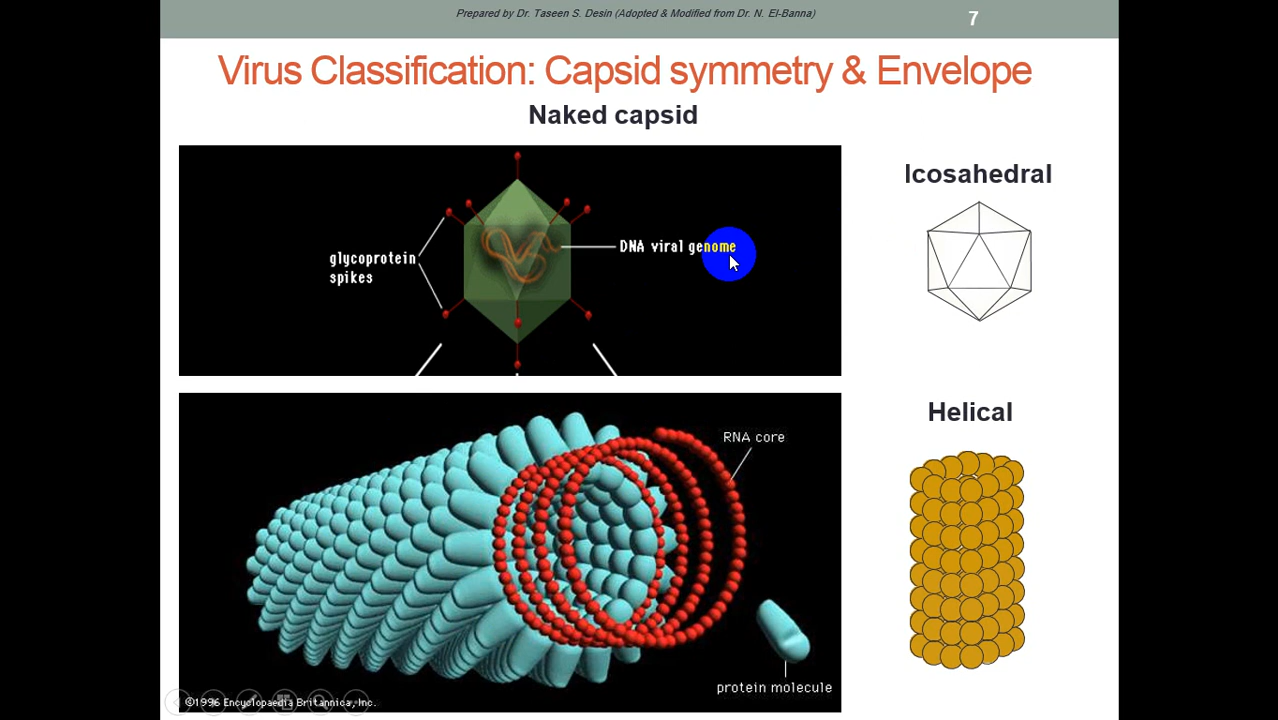 Prepared by Dr. Taseen S. Desin (Adopted & Modified from Dr. N. El-Banna)
7
Virus Classification: Capsid symmetry & Envelope
Naked capsid
Icosahedral
glycoprotein
spikes
DNA viral genome
Helical
RNA core
protein molecule
©1996 Encyclopaedia Britannica, Inc.